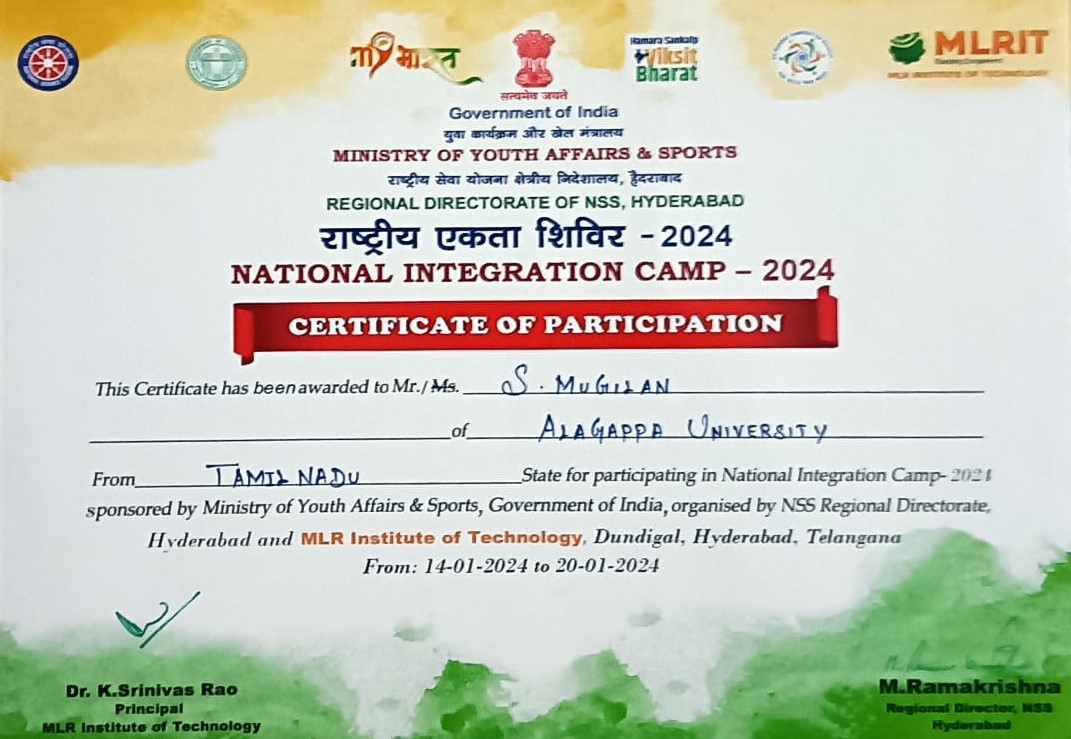 नारी भारत
Hamara Sankalp
Viksit
Bharat
MLRIT
MLR INSTITUTE OF TECHNOLOGY
सत्यमेव जयते
Government of India
युवा कार्यक्रम और खेल मंत्रालय
MINISTRY OF YOUTH AFFAIRS & SPORTS
राष्ट्रीय सेवा योजना क्षेत्रीय निदेशालय, हैदराबाद
REGIONAL DIRECTORATE OF NSS, HYDERABAD
राष्ट्रीय एकता शिविर - 2024
NATIONAL INTEGRATION CAMP – 2024
CERTIFICATE OF PARTICIPATION
This Certificate has been awarded to Mr./Ms. S. MUGILAN
of ALAGAPPA UNIVERSITY
From TAMIL NADU State for participating in National Integration Camp- 2024
sponsored by Ministry of Youth Affairs & Sports, Government of India, organised by NSS Regional Directorate,
Hyderabad and MLR Institute of Technology, Dundigal, Hyderabad, Telangana
From: 14-01-2024 to 20-01-2024
Dr. K.Srinivas Rao
Principal
MLR Institute of Technology
M.Ramakrishna
Regional Director, NSS
Hyderabad